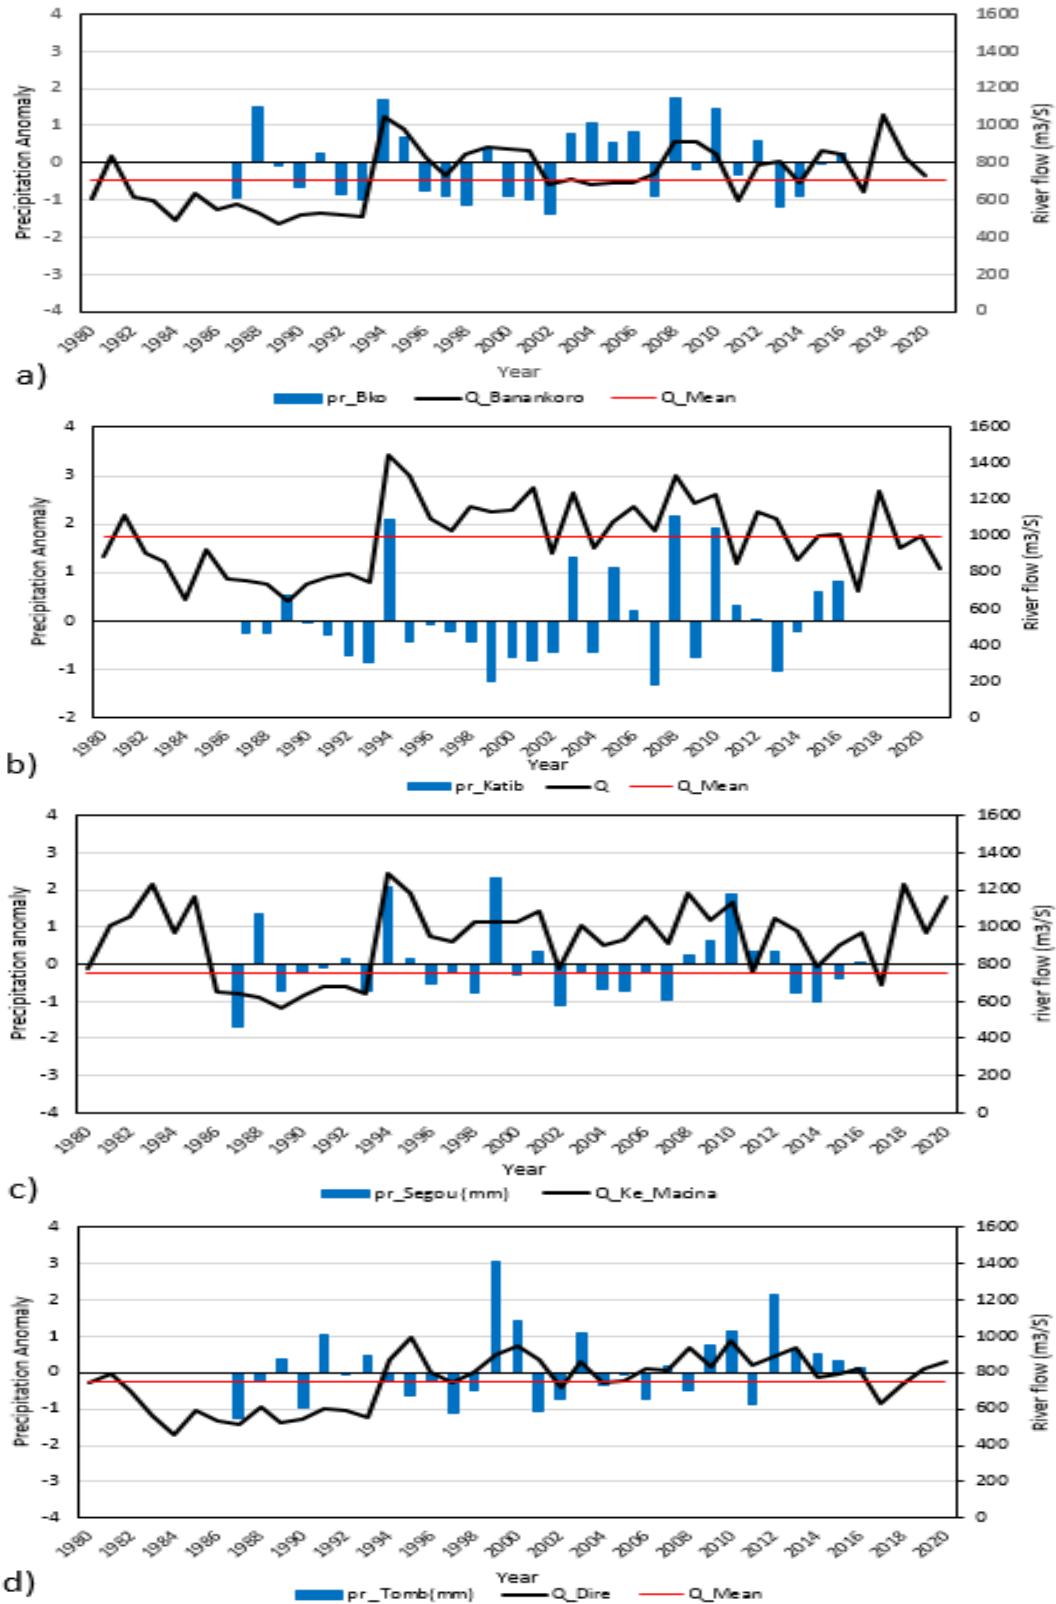 4 1600
3 1400
2 1200
1 1000
0 800
-1 600
-2 400
-3 200
-4 0
Precipitation Anomaly
River flow (m3/S)
1980 1982 1984 1986 1988 1990 1992 1994 1996 1998 2000 2002 2004 2006 2008 2010 2012 2014 2016 2018 2020
Year
a)
pr_Bko Q_Banankoro Q_Mean
4 1600
3 1400
2 1200
1 1000
0 800
-1 600
-2 400
200
0
Precipitation Anomaly
River flow (m3/S)
1980 1982 1984 1986 1988 1990 1992 1994 1996 1998 2000 2002 2004 2006 2008 2010 2012 2014 2016 2018 2020
Year
b)
pr_Katib Q Q_Mean
4 1600
3 1400
2 1200
1 1000
0 800
-1 600
-2 400
-3 200
-4 0
Precipitation anomaly
river flow (m3/S)
1980 1982 1984 1986 1988 1990 1992 1994 1996 1998 2000 2002 2004 2006 2008 2010 2012 2014 2016 2018 2020
Year
c)
pr_Segou(mm) Q_Ke_Macina
4 1600
3 1400
2 1200
1 1000
0 800
-1 600
-2 400
-3 200
-4 0
Precipitation Anomaly
River flow (m3/S)
1980 1982 1984 1986 1988 1990 1992 1994 1996 1998 2000 2002 2004 2006 2008 2010 2012 2014 2016 2018 2020
Year
d)
pr_Tomb(mm) Q_Dire Q_Mean